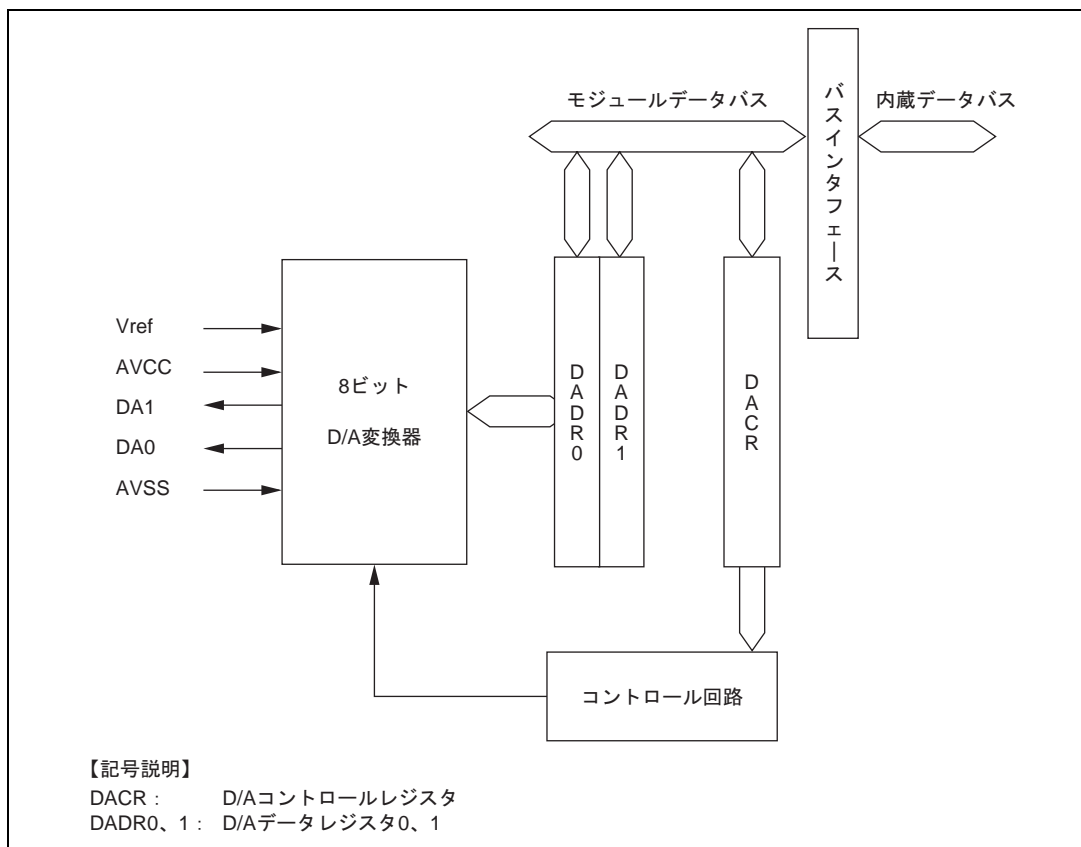 モジュールデータバス
バスインタフェース
内蔵データバス
Vref
AVCC
DA1
DA0
AVSS
8ビット
D/A変換器
DADR0
DADR1
DACR
コントロール回路
【記号説明】
DACR : D/Aコントロールレジスタ
DADR0、1 : D/Aデータレジスタ0、1